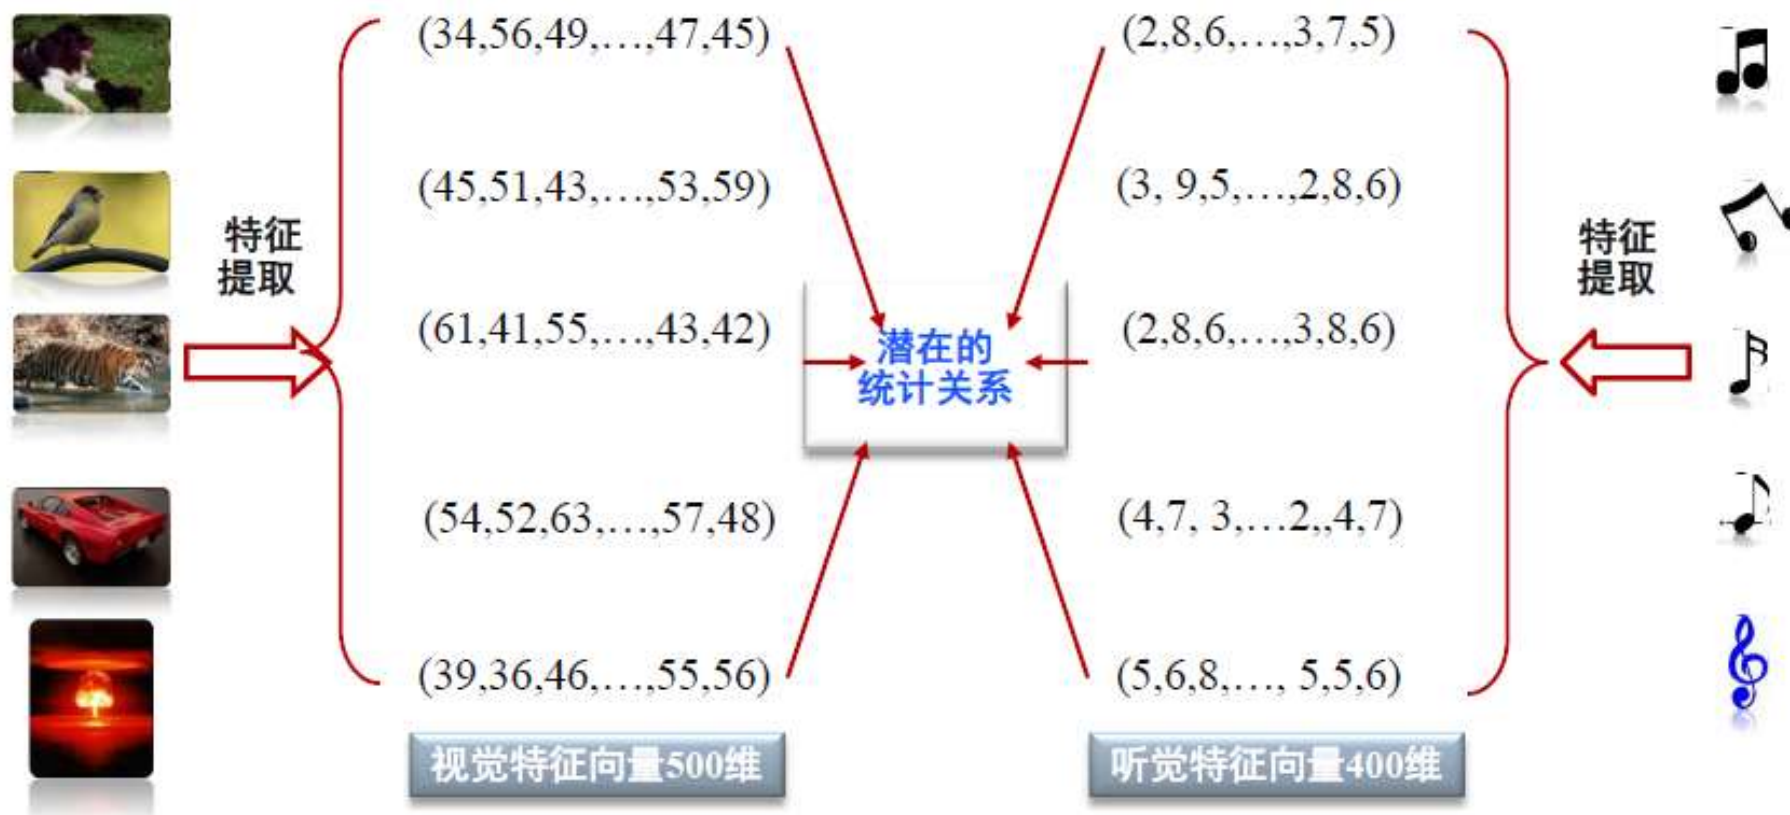 (34,56,49,…,47,45)
(2,8,6,…,3,7,5)
(45,51,43,…,53,59)
(3, 9,5,…,2,8,6)
特征
提取
特征
提取
(61,41,55,…,43,42)
潜在的
统计关系
(2,8,6,…,3,8,6)
(54,52,63,…,57,48)
(4,7, 3,…2,,4,7)
(39,36,46,…,55,56)
(5,6,8,…, 5,5,6)
视觉特征向量500维
听觉特征向量400维